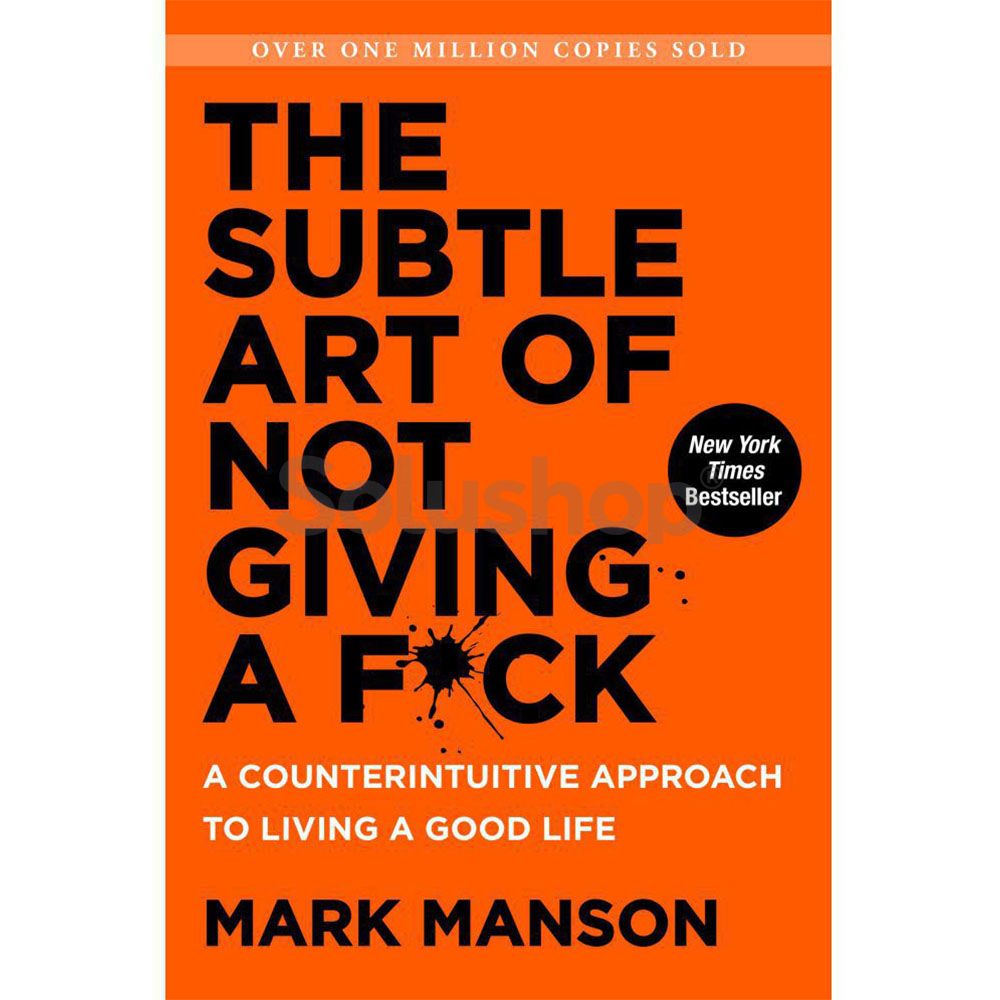 OVER ONE MILLION COPIES SOLD
THE
SUBTLE
ART OF
NOT
GIVING
A F*CK
New York
Times
Bestseller
Solushop®
A COUNTERINTUITIVE APPROACH
TO LIVING A GOOD LIFE
MARK MANSON